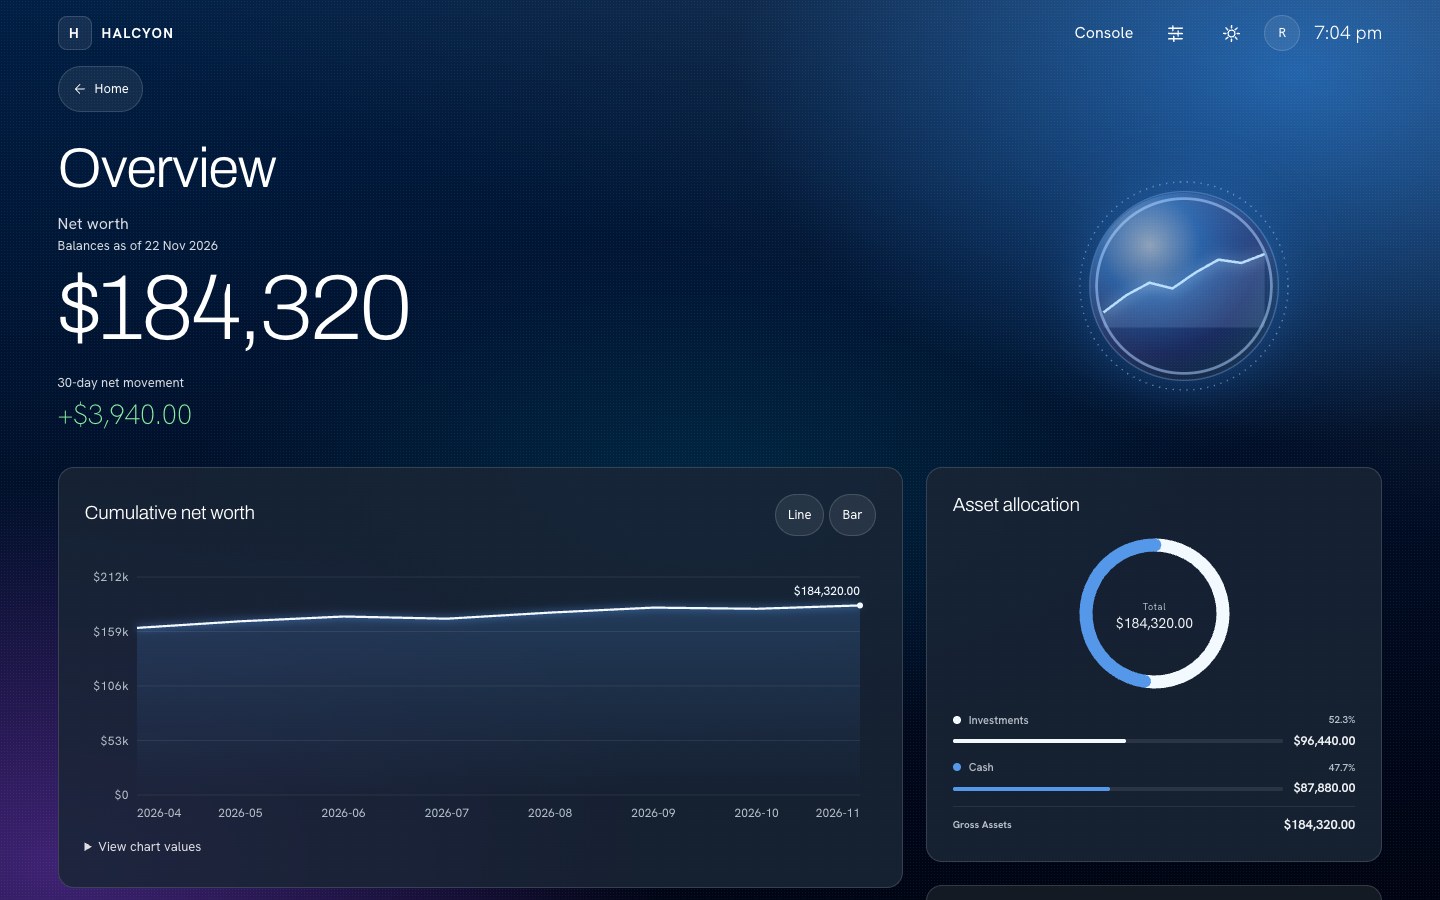 H HALCYON
Console
R
7:04 pm
← Home
Overview
Net worth
Balances as of 22 Nov 2026
$184,320
30-day net movement
+$3,940.00
Cumulative net worth
Line
Bar
$212k
$159k
$106k
$53k
$0
$184,320.00
2026-04 2026-05 2026-06 2026-07 2026-08 2026-09 2026-10 2026-11
▶ View chart values
Asset allocation
Total
$184,320.00
Investments 52.3%
$96,440.00
Cash 47.7%
$87,880.00
Gross Assets $184,320.00